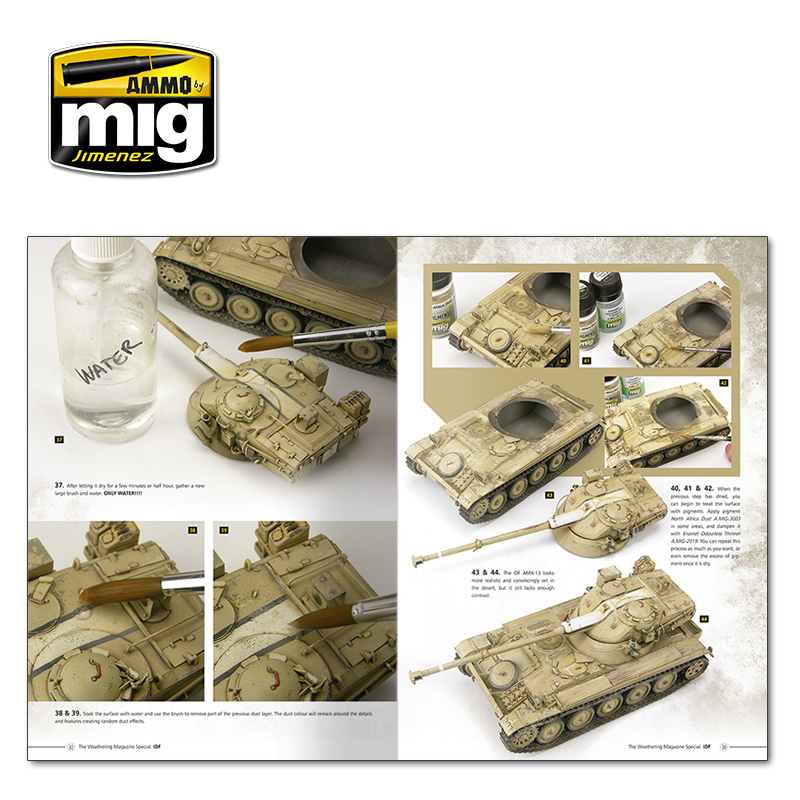 AMMO by
mig
Jimenez
WATER
37
37. After letting it dry for a few minutes or half hour, gather a new
large brush and water. ONLY WATER!!!!
38
39
38 & 39. Soak the surface with water and use the brush to remove part of the previous dust layer. The dust colour will remain around the details
and features creating random dust effects.
32 The Weathering Magazine Special: IDF
40
41
42
40, 41 & 42. When the
previous step has dried, you
can begin to treat the surface
with pigments. Apply pigment
North Africa Dust A.MIG-3003
in some areas, and dampen it
with Enamel Odourless Thinner
A.MIG-2019. You can repeat this
process as much as you want, or
even remove the excess of pig-
ment once it is dry.
43
43 & 44. The IDF AMX-13 looks
more realistic and convincingly set in
the desert, but it still lacks enough
contrast.
44
The Weathering Magazine Special: IDF 33